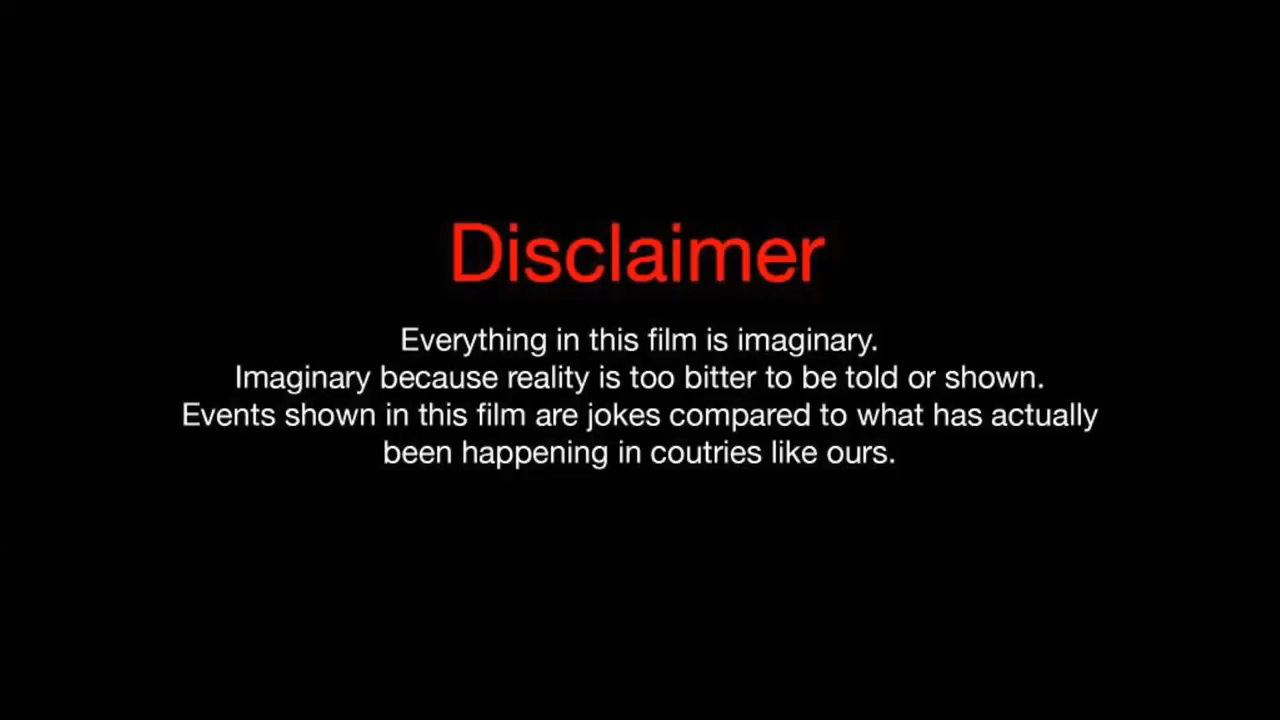 Disclaimer
Everything in this film is imaginary.
Imaginary because reality is too bitter to be told or shown.
Events shown in this film are jokes compared to what has actually
been happening in coutries like ours.